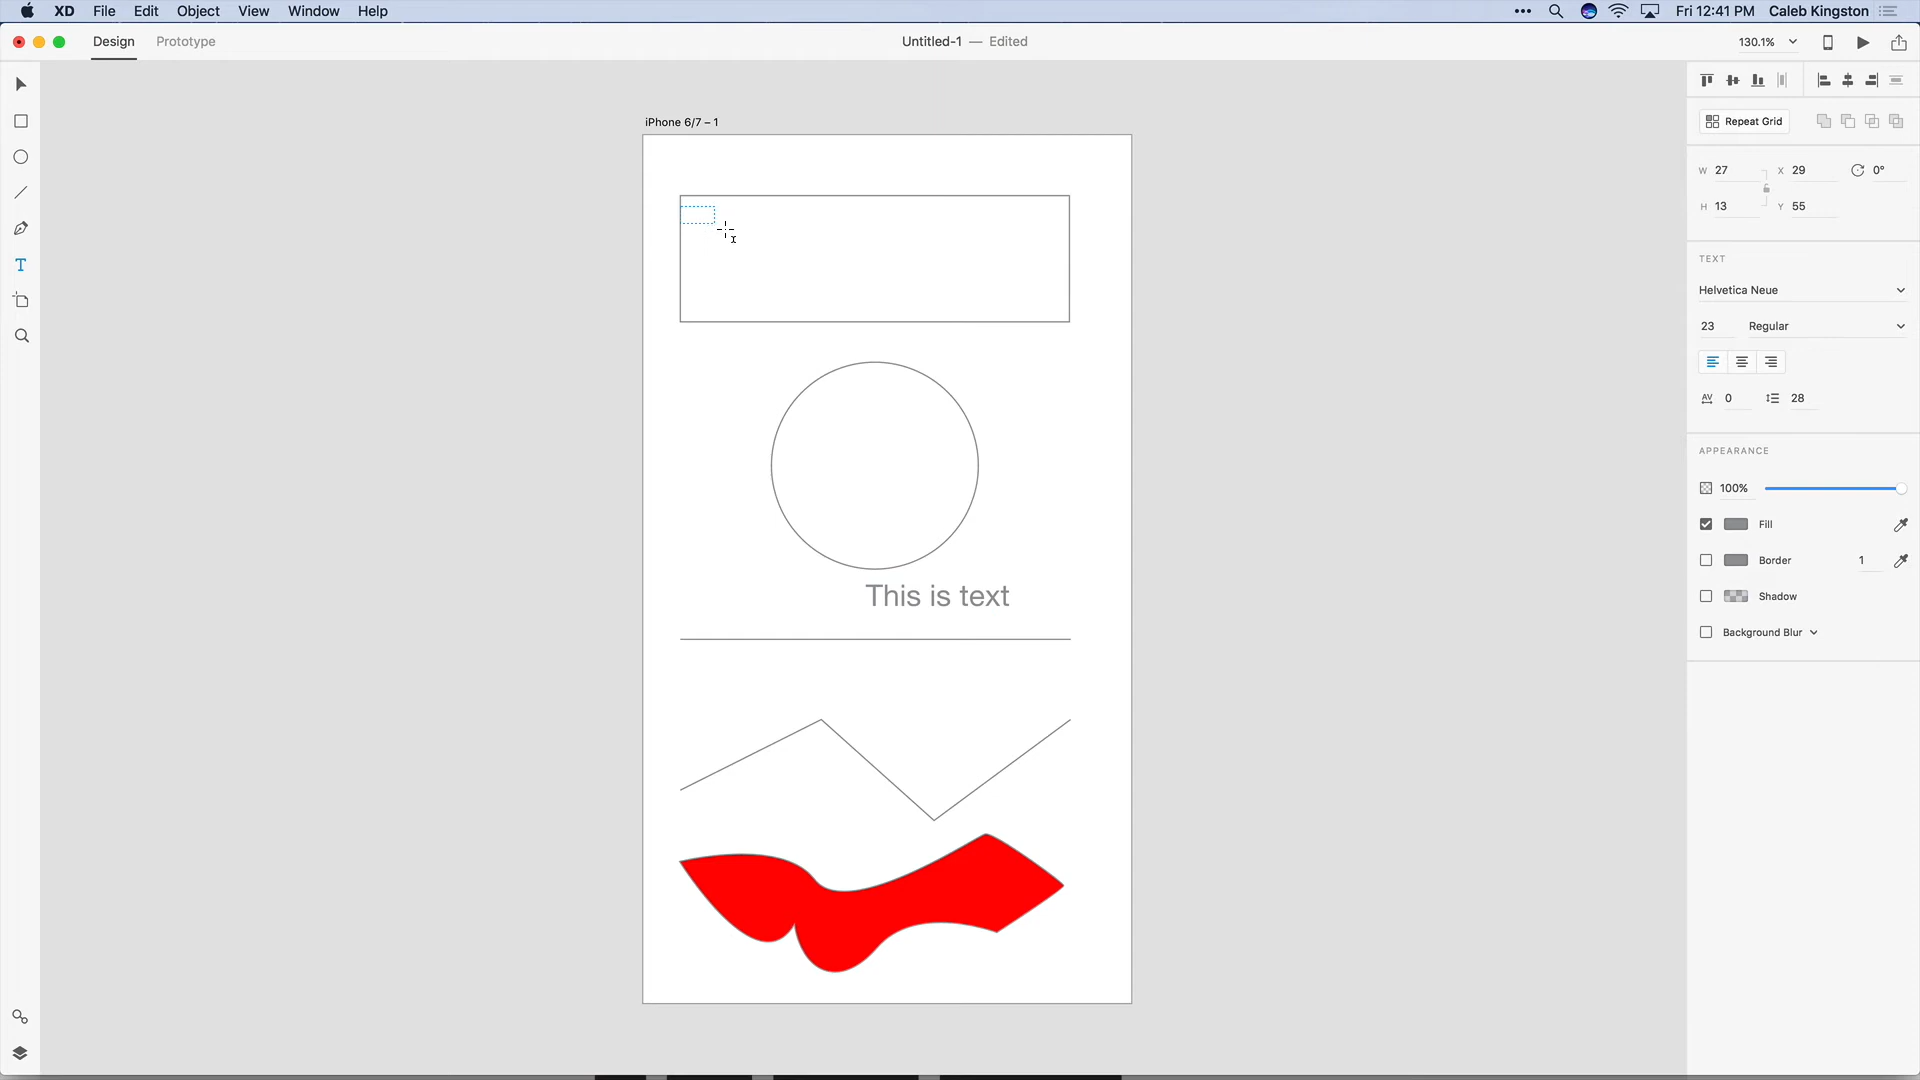 XD File Edit Object View Window Help
Fri 12:41 PM Caleb Kingston
Design Prototype
Untitled-1 — Edited
130.1%
iPhone 6/7 – 1
Repeat Grid
W 27 X 29 0°
H 13 Y 55
TEXT
Helvetica Neue
23 Regular
AV 0 28
APPEARANCE
100%
Fill
Border 1
Shadow
Background Blur
This is text
T